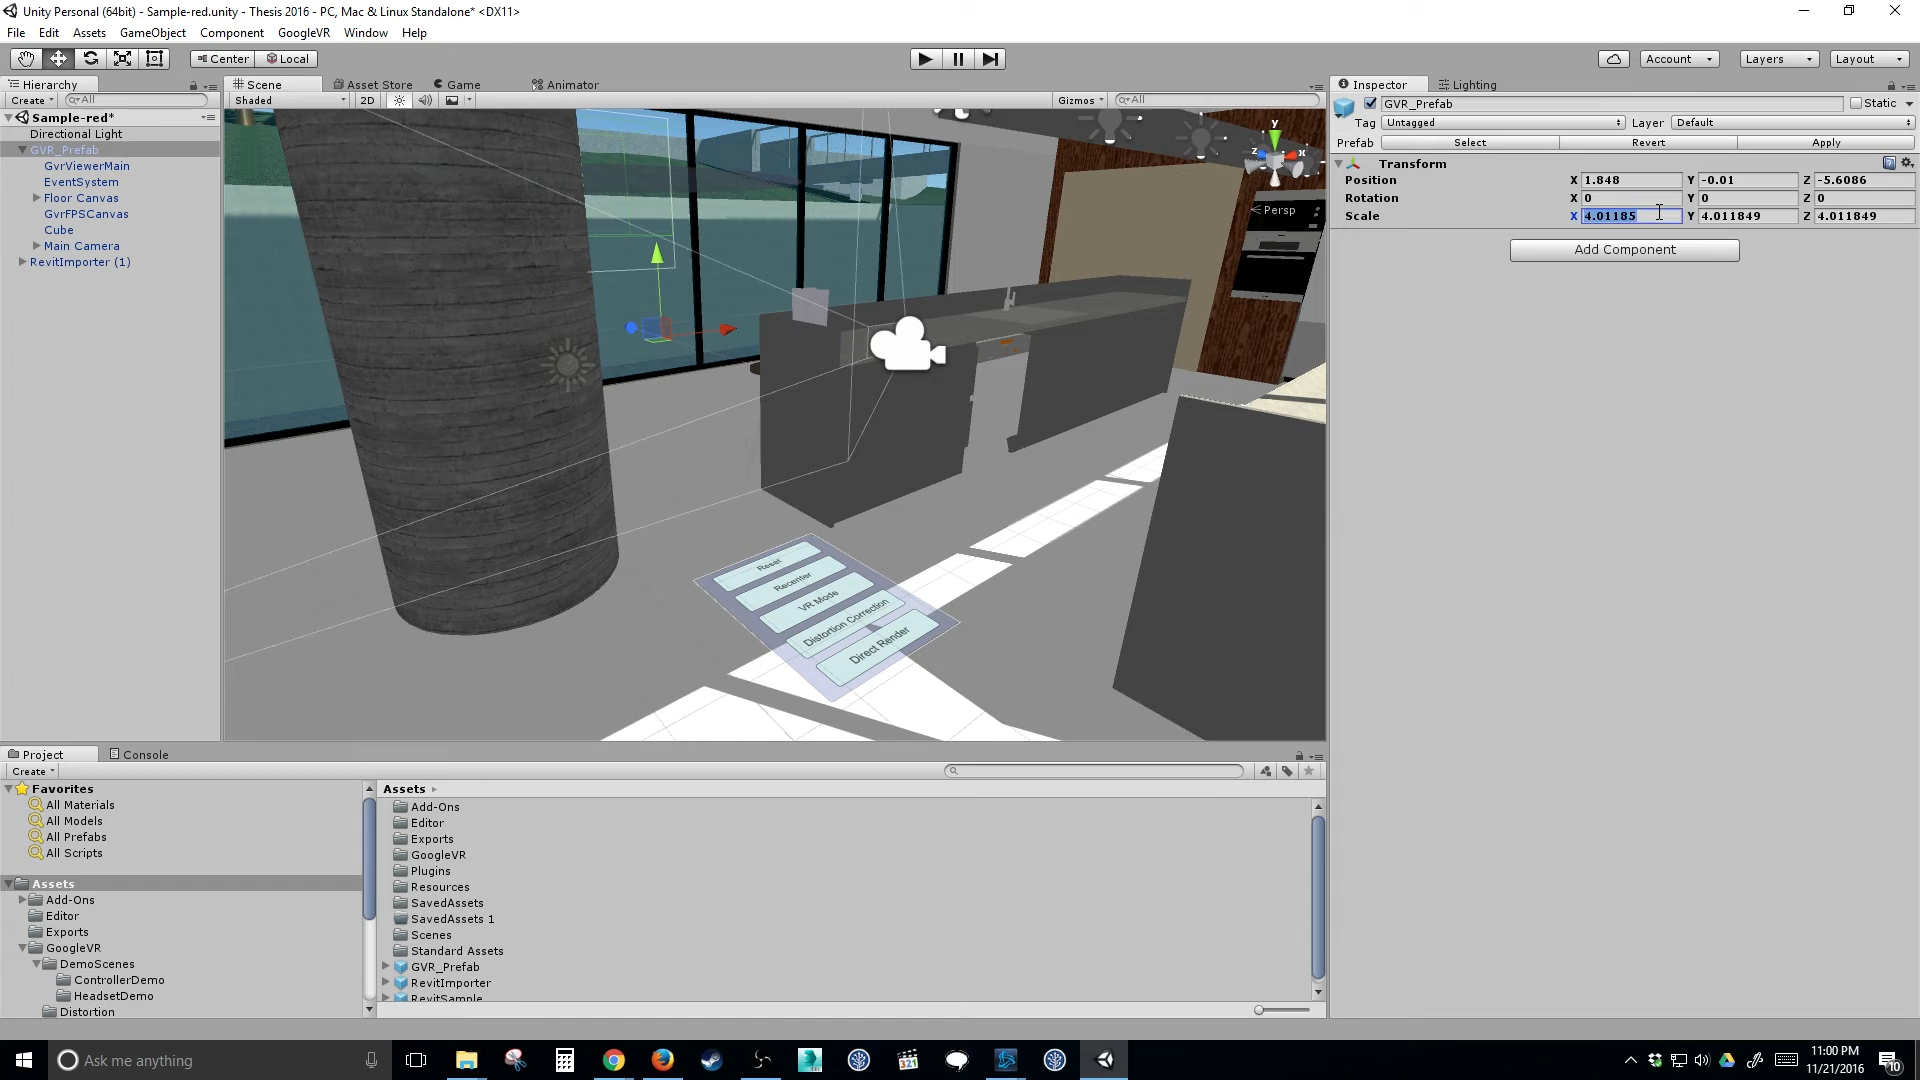 Unity Personal (64bit) - Sample-red.unity - Thesis 2016 - PC, Mac & Linux Standalone* <DX11>
File Edit Assets GameObject Component GoogleVR Window Help
Center Local Account Layers Layout
Hierarchy Scene Asset Store Game Animator Inspector Lighting
Create All Shaded 2D Gizmos All GVR_Prefab Static
Tag Untagged Layer Default
Prefab Select Revert Apply
Transform
Position X 1.848 Y -0.01 Z -5.6086
Rotation X 0 Y 0 Z 0
Scale X 4.01185 Y 4.011849 Z 4.011849
Add Component
Sample-red*
Directional Light
GVR_Prefab
GvrViewerMain
EventSystem
Floor Canvas
GvrFPSCanvas
Cube
Main Camera
RevitImporter (1)
y
z x
Persp
Reset
Recenter
VR Mode
Distortion Correction
Direct Render
Project Console
Create
Favorites
All Materials
All Models
All Prefabs
All Scripts
Assets
Add-Ons
Editor
Exports
GoogleVR
DemoScenes
ControllerDemo
HeadsetDemo
Distortion
Assets
Add-Ons
Editor
Exports
GoogleVR
Plugins
Resources
SavedAssets
SavedAssets 1
Scenes
Standard Assets
GVR_Prefab
RevitImporter
RevitSample
Ask me anything
321
11:00 PM
11/21/2016
10